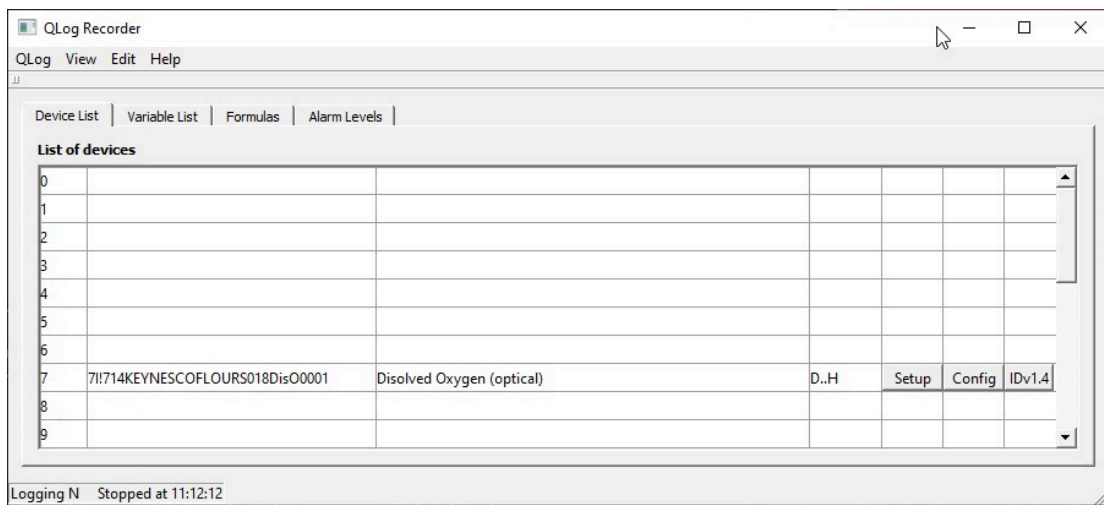 QLog Recorder
QLog View Edit Help
Device List Variable List Formulas Alarm Levels
List of devices
0
1
2
3
4
5
6
7 7I!714KEYNESCOFLOURS018DisO0001 Disolved Oxygen (optical) D..H Setup Config IDv1.4
8
9
Logging N Stopped at 11:12:12